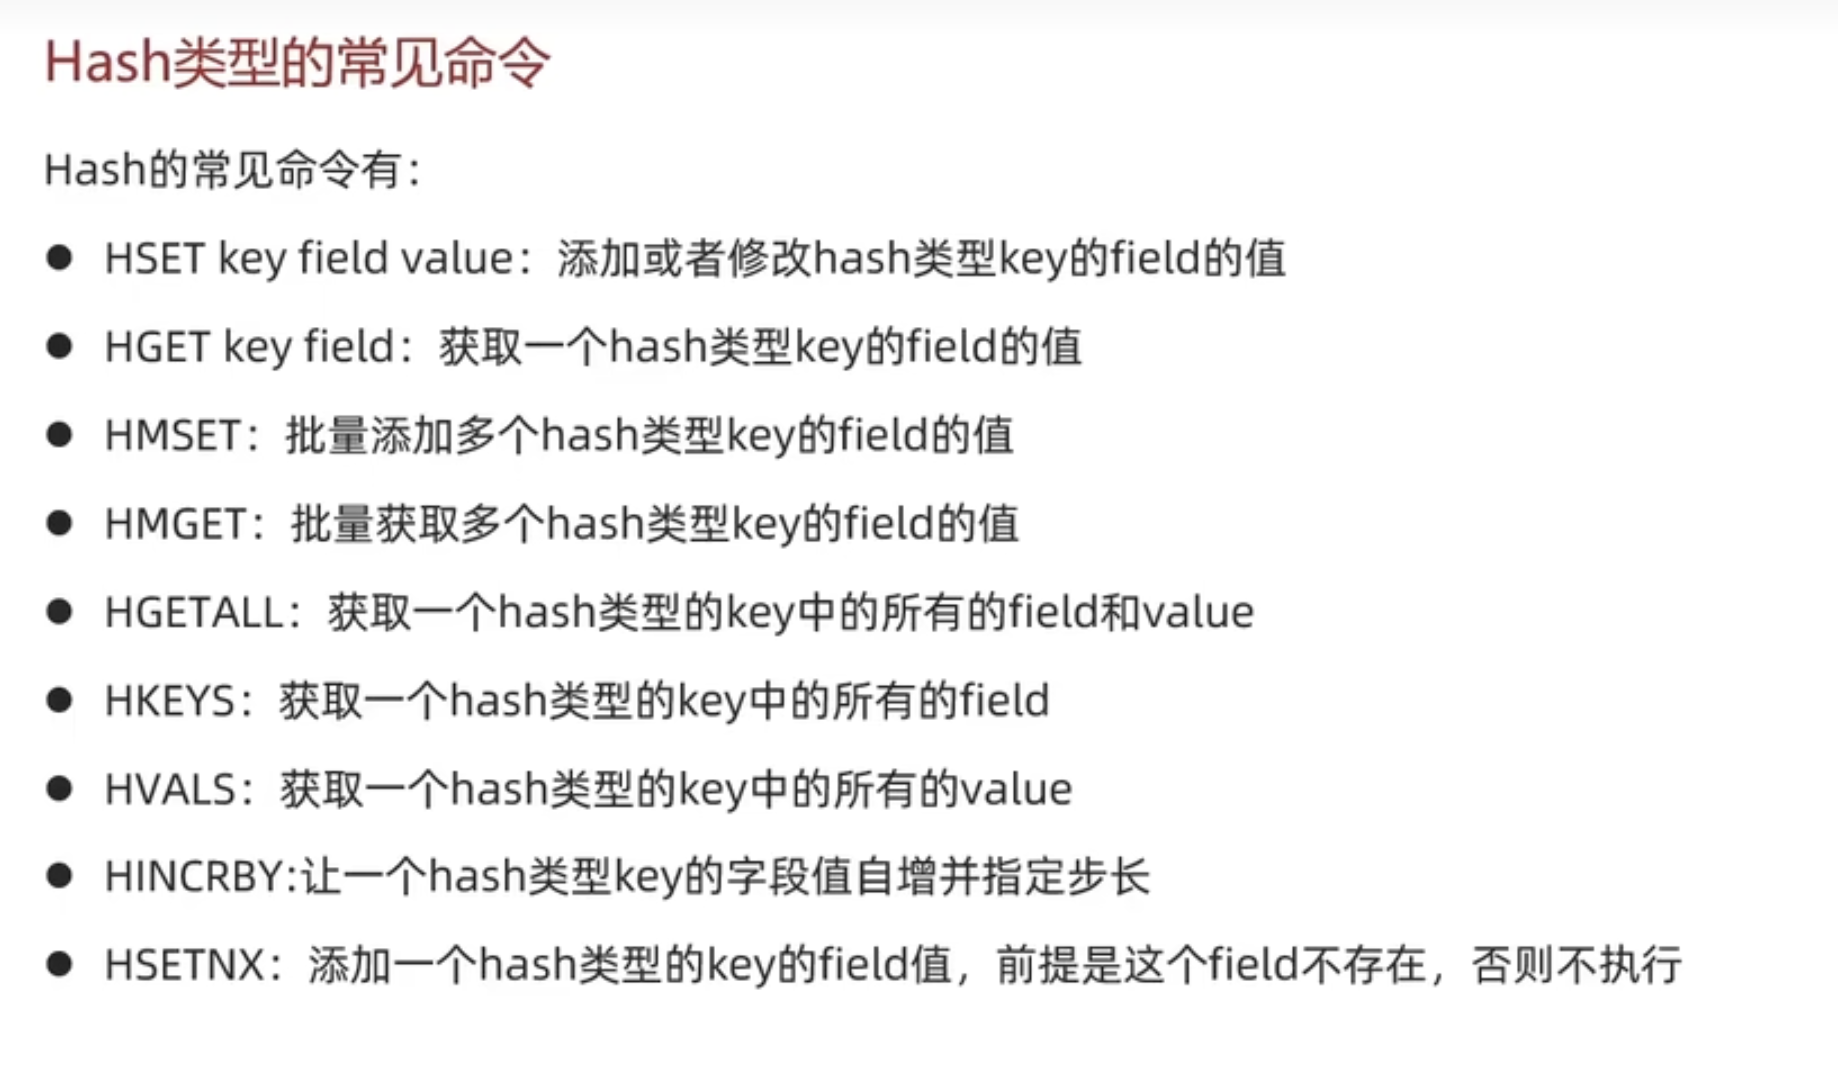 Hash类型的常见命令
Hash的常见命令有：
● HSET key field value：添加或者修改hash类型key的field的值
● HGET key field：获取一个hash类型key的field的值
● HMSET：批量添加多个hash类型key的field的值
● HMGET：批量获取多个hash类型key的field的值
● HGETALL：获取一个hash类型的key中的所有的field和value
● HKEYS：获取一个hash类型的key中的所有的field
● HVALS：获取一个hash类型的key中的所有的value
● HINCRBY:让一个hash类型key的字段值自增并指定步长
● HSETNX：添加一个hash类型的key的field值，前提是这个field不存在，否则不执行